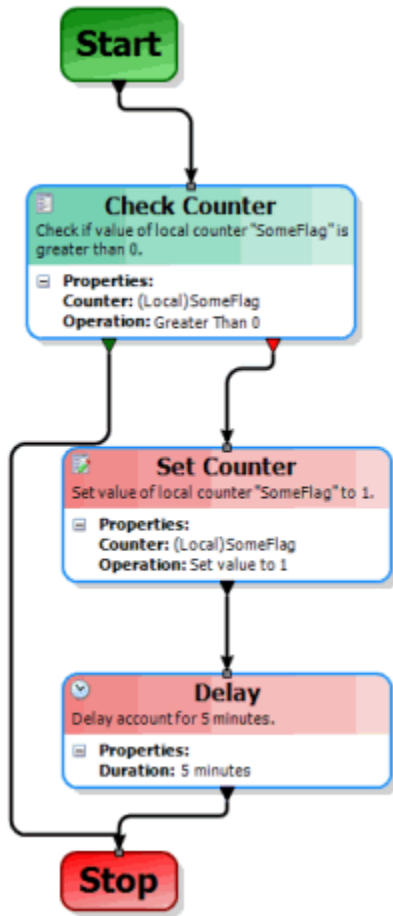 Start
Check Counter
Check if value of local counter "SomeFlag" is
greater than 0.
Properties:
Counter: (Local)SomeFlag
Operation: Greater Than 0
Set Counter
Set value of local counter "SomeFlag" to 1.
Properties:
Counter: (Local)SomeFlag
Operation: Set value to 1
Delay
Delay account for 5 minutes.
Properties:
Duration: 5 minutes
Stop